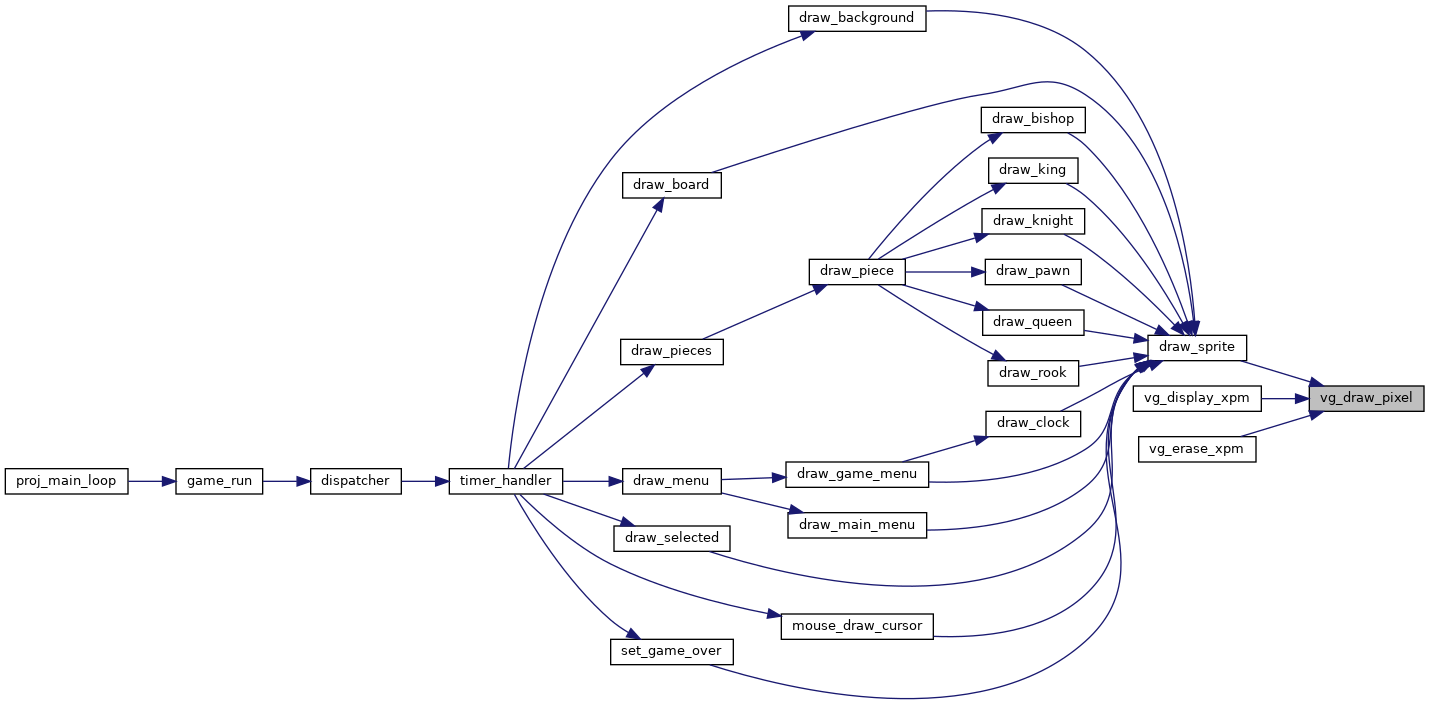 draw_background
draw_bishop
draw_king
draw_board
draw_knight
draw_piece
draw_pawn
draw_queen
draw_pieces
draw_sprite
draw_rook
vg_display_xpm
vg_draw_pixel
draw_clock
vg_erase_xpm
proj_main_loop
game_run
dispatcher
timer_handler
draw_menu
draw_game_menu
draw_main_menu
draw_selected
mouse_draw_cursor
set_game_over